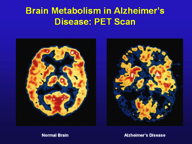 Brain Metabolism in Alzheimer's
Disease: PET Scan
Normal Brain
Alzheimer's Disease